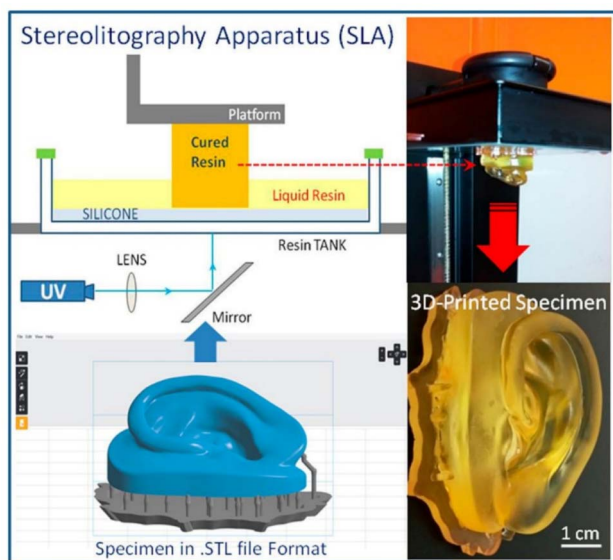 Stereolitography Apparatus (SLA)
Platform
Cured
Resin
Liquid Resin
SILICONE
Resin TANK
LENS
UV
Mirror
3D-Printed Specimen
1 cm
Specimen in .STL file Format